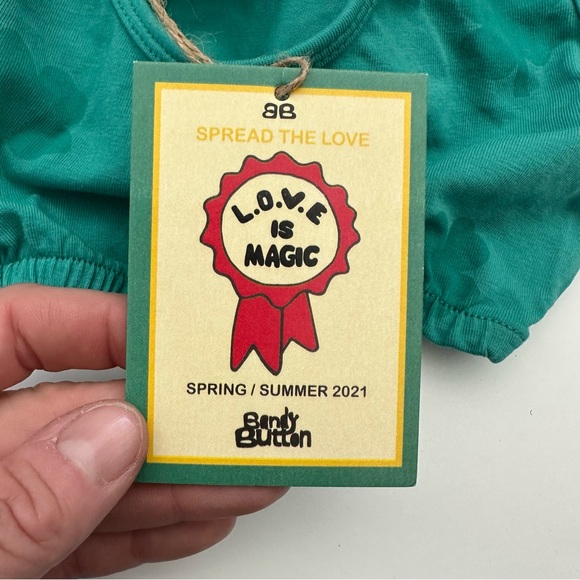 BB
SPREAD THE LOVE
L.O.V.E
IS
MAGIC
SPRING / SUMMER 2021
Bandy
Button